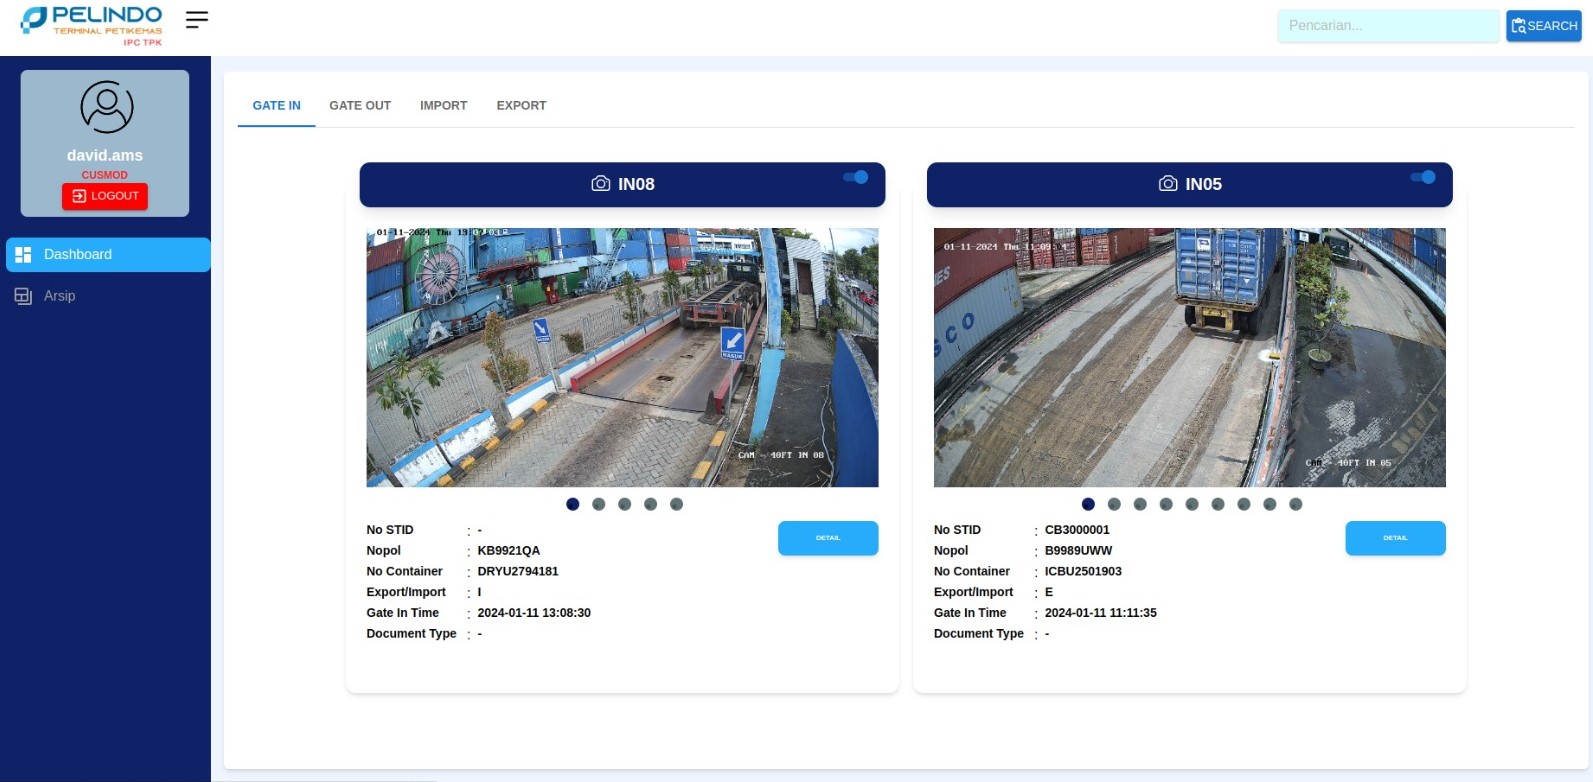 PELINDO
TERMINAL PETIKEMAS
IPC TPK
Pencarian...
SEARCH
david.ams
CUSMOD
LOGOUT
Dashboard
Arsip
GATE IN GATE OUT IMPORT EXPORT
IN08
01-11-2024 Thu 13:07:03
MASUK
CAM - 40FT IN 08
No STID : -
Nopol : KB9921QA
No Container : DRYU2794181
Export/Import : I
Gate In Time : 2024-01-11 13:08:30
Document Type : -
DETAIL
IN05
01-11-2024 Thu 11:09:04
CAM - 40FT IN 05
No STID : CB3000001
Nopol : B9989UWW
No Container : ICBU2501903
Export/Import : E
Gate In Time : 2024-01-11 11:11:35
Document Type : -
DETAIL